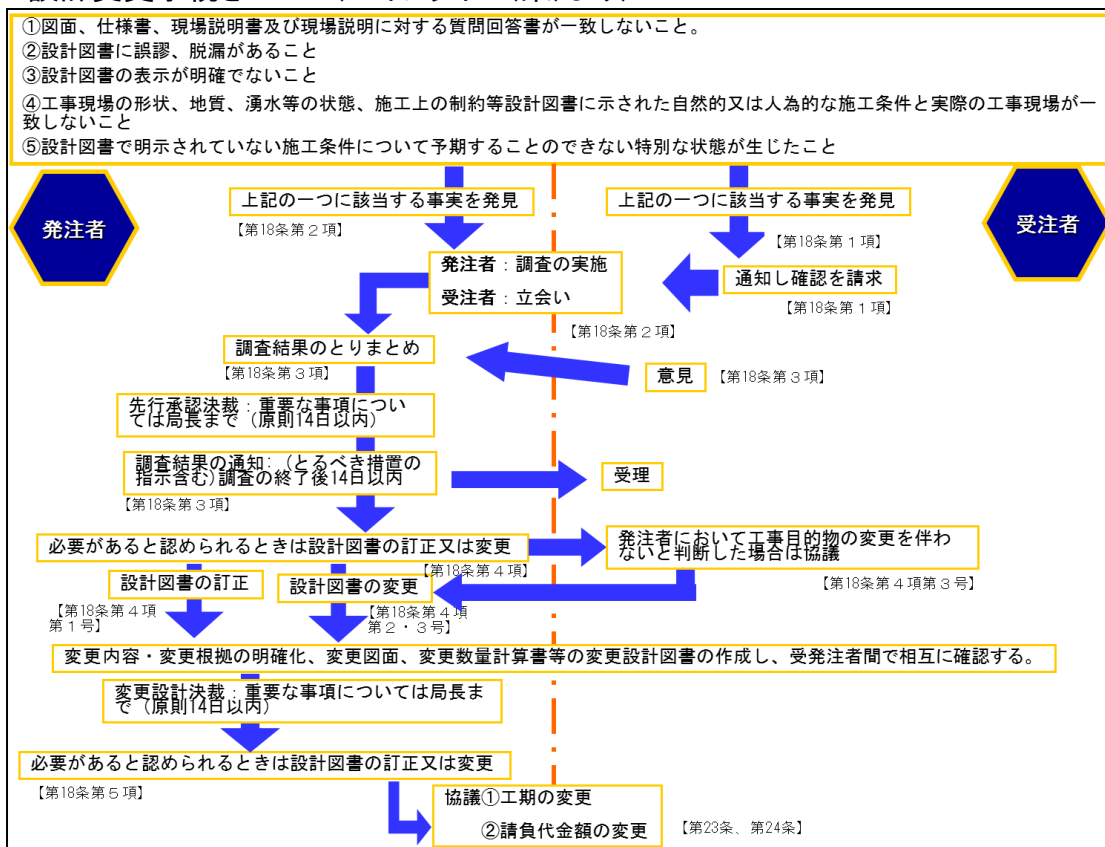 ①図面、仕様書、現場説明書及び現場説明に対する質問回答書が一致しないこと。
②設計図書に誤謬、脱漏があること
③設計図書の表示が明確でないこと
④工事現場の形状、地質、湧水等の状態、施工上の制約等設計図書に示された自然的又は人為的な施工条件と実際の工事現場が一
致しないこと
⑤設計図書で明示されていない施工条件について予期することのできない特別な状態が生じたこと
発注者
受注者
上記の一つに該当する事実を発見
【第18条第２項】
上記の一つに該当する事実を発見
【第18条第１項】
発注者：調査の実施
受注者：立会い
【第18条第２項】
通知し確認を請求
【第18条第１項】
調査結果のとりまとめ
【第18条第３項】
意見
【第18条第３項】
先行承認決裁：重要な事項につい
ては局長まで（原則14日以内）
調査結果の通知：（とるべき措置の
指示含む)調査の終了後14日以内
【第18条第３項】
受理
必要があると認められるときは設計図書の訂正又は変更
【第18条第４項】
発注者において工事目的物の変更を伴わ
ないと判断した場合は協議
【第18条第４項第３号】
設計図書の訂正
【第18条第４項
第１号】
設計図書の変更
【第18条第４項
第２・３号】
変更内容・変更根拠の明確化、変更図面、変更数量計算書等の変更設計図書の作成し、受発注者間で相互に確認する。
変更設計決裁：重要な事項については局長ま
で（原則14日以内）
必要があると認められるときは設計図書の訂正又は変更
【第18条第５項】
協議①工期の変更
②請負代金額の変更
【第23条、第24条】